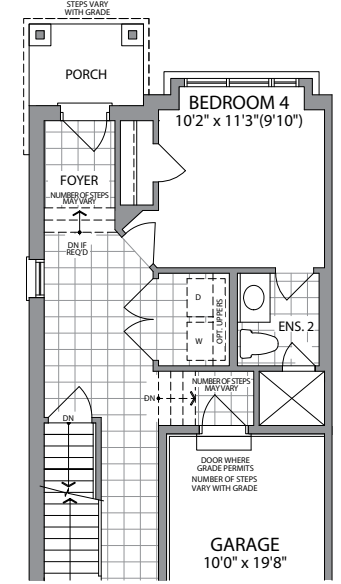 STEPS VARY
WITH GRADE
PORCH
BEDROOM 4
10'2" x 11'3"(9'10")
FOYER
NUMBER OF STEPS
MAY VARY
DN IF
REQ'D
D
W
OPT. UPPERS
ENS. 2
NUMBER OF STEPS
MAY VARY
DN
DN
DOOR WHERE
GRADE PERMITS
NUMBER OF STEPS
VARY WITH GRADE
GARAGE
10'0" x 19'8"